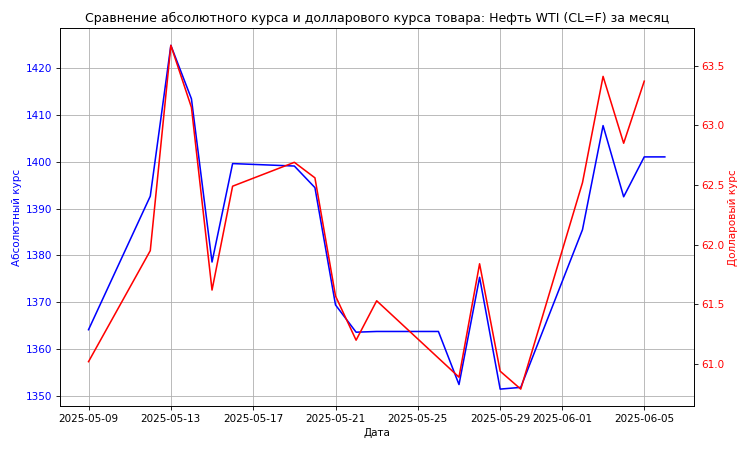 Сравнение абсолютного курса и долларового курса товара: Нефть WTI (CL=F) за месяц
Абсолютный курс
1420
1410
1400
1390
1380
1370
1360
1350
63.5
63.0
62.5
62.0
61.5
61.0
Долларовый курс
2025-05-09 2025-05-13 2025-05-17 2025-05-21 2025-05-25 2025-05-29 2025-06-01 2025-06-05
Дата